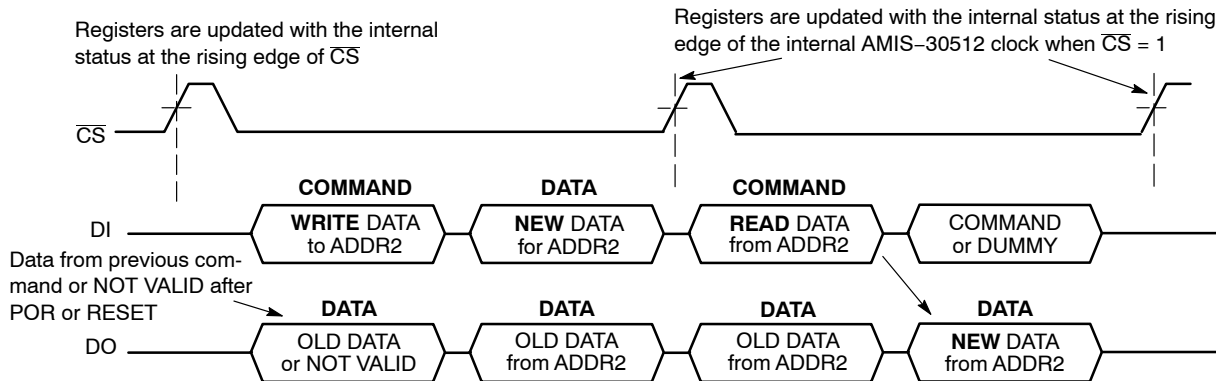 Registers are updated with the internal
status at the rising edge of CS
Registers are updated with the internal status at the rising
edge of the internal AMIS−30512 clock when CS = 1
CS
COMMAND
DATA
COMMAND
DI
WRITE DATA
to ADDR2
NEW DATA
for ADDR2
READ DATA
from ADDR2
COMMAND
or DUMMY
Data from previous com-
mand or NOT VALID after
POR or RESET
DATA
DATA
DATA
DATA
DO
OLD DATA
or NOT VALID
OLD DATA
from ADDR2
OLD DATA
from ADDR2
NEW DATA
from ADDR2